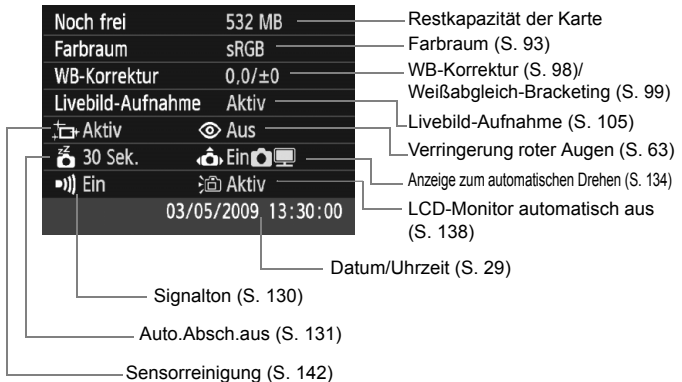 Noch frei 532 MB
Farbraum sRGB
WB-Korrektur 0,0/±0
Livebild-Aufnahme Aktiv
Aktiv Aus
30 Sek. Ein
Ein Aktiv
03/05/2009 13:30:00
Restkapazität der Karte
Farbraum (S. 93)
WB-Korrektur (S. 98)/
Weißabgleich-Bracketing (S. 99)
Livebild-Aufnahme (S. 105)
Verringerung roter Augen (S. 63)
Anzeige zum automatischen Drehen (S. 134)
LCD-Monitor automatisch aus
(S. 138)
Datum/Uhrzeit (S. 29)
Signalton (S. 130)
Auto.Absch.aus (S. 131)
Sensorreinigung (S. 142)